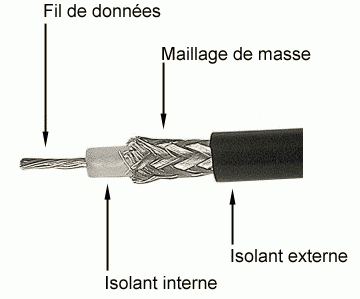 Fil de données
Maillage de masse
Isolant externe
Isolant interne